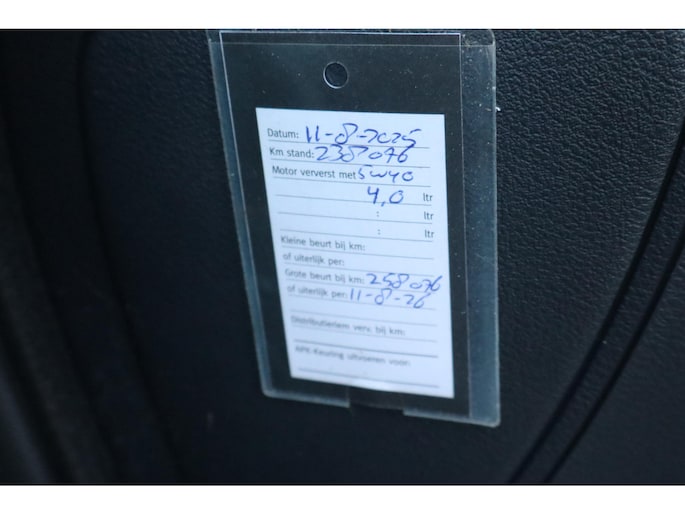 Datum: 11-8-2025
Km stand: 238076
Motor ververst met 5W40
4,0 ltr
: ltr
: ltr
Kleine beurt bij km:
of uiterlijk per:
Grote beurt bij km: 258076
of uiterlijk per: 11-8-26
Distributieriem verv. bij km:
APK-Keuring uitvoeren voor: